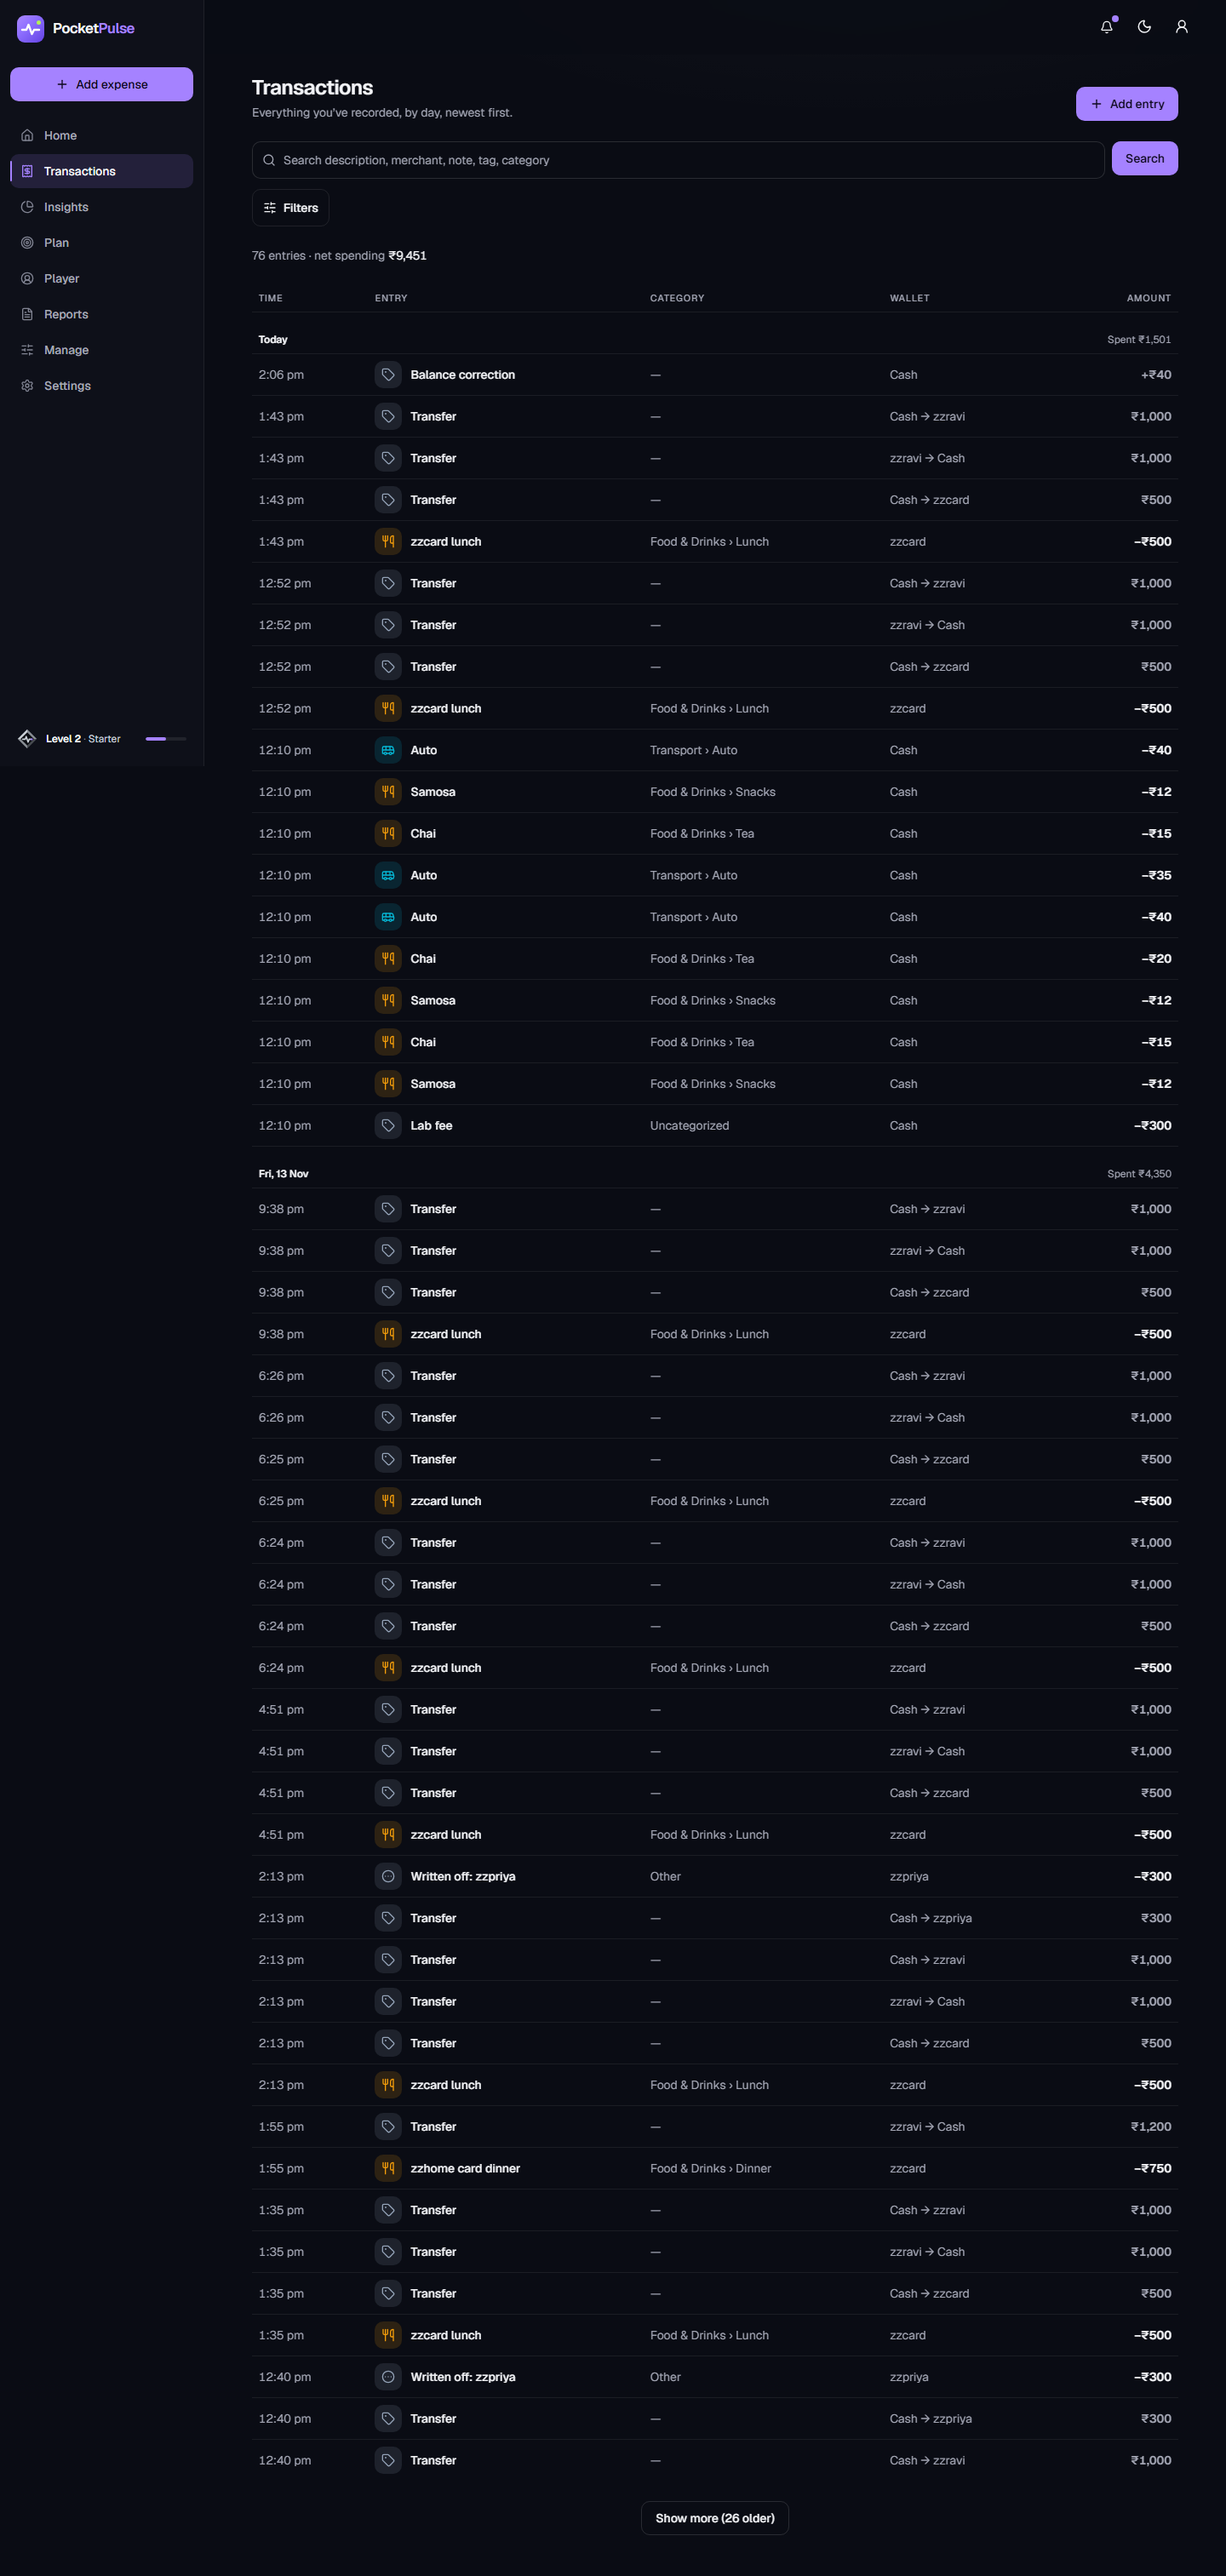 PocketPulse
Add expense
Home
Transactions
Insights
Plan
Player
Reports
Manage
Settings
Level 2 · Starter
Transactions
Everything you've recorded, by day, newest first.
Add entry
Search description, merchant, note, tag, category
Search
Filters
76 entries · net spending ₹9,451
TIME ENTRY CATEGORY WALLET AMOUNT
Today Spent ₹1,501
2:06 pm Balance correction — Cash +₹40
1:43 pm Transfer — Cash → zzravi ₹1,000
1:43 pm Transfer — zzravi → Cash ₹1,000
1:43 pm Transfer — Cash → zzcard ₹500
1:43 pm zzcard lunch Food & Drinks › Lunch zzcard −₹500
12:52 pm Transfer — Cash → zzravi ₹1,000
12:52 pm Transfer — zzravi → Cash ₹1,000
12:52 pm Transfer — Cash → zzcard ₹500
12:52 pm zzcard lunch Food & Drinks › Lunch zzcard −₹500
12:10 pm Auto Transport › Auto Cash −₹40
12:10 pm Samosa Food & Drinks › Snacks Cash −₹12
12:10 pm Chai Food & Drinks › Tea Cash −₹15
12:10 pm Auto Transport › Auto Cash −₹35
12:10 pm Auto Transport › Auto Cash −₹40
12:10 pm Chai Food & Drinks › Tea Cash −₹20
12:10 pm Samosa Food & Drinks › Snacks Cash −₹12
12:10 pm Chai Food & Drinks › Tea Cash −₹15
12:10 pm Samosa Food & Drinks › Snacks Cash −₹12
12:10 pm Lab fee Uncategorized Cash −₹300
Fri, 13 Nov Spent ₹4,350
9:38 pm Transfer — Cash → zzravi ₹1,000
9:38 pm Transfer — zzravi → Cash ₹1,000
9:38 pm Transfer — Cash → zzcard ₹500
9:38 pm zzcard lunch Food & Drinks › Lunch zzcard −₹500
6:26 pm Transfer — Cash → zzravi ₹1,000
6:26 pm Transfer — zzravi → Cash ₹1,000
6:25 pm Transfer — Cash → zzcard ₹500
6:25 pm zzcard lunch Food & Drinks › Lunch zzcard −₹500
6:24 pm Transfer — Cash → zzravi ₹1,000
6:24 pm Transfer — zzravi → Cash ₹1,000
6:24 pm Transfer — Cash → zzcard ₹500
6:24 pm zzcard lunch Food & Drinks › Lunch zzcard −₹500
4:51 pm Transfer — Cash → zzravi ₹1,000
4:51 pm Transfer — zzravi → Cash ₹1,000
4:51 pm Transfer — Cash → zzcard ₹500
4:51 pm zzcard lunch Food & Drinks › Lunch zzcard −₹500
2:13 pm Written off: zzpriya Other zzpriya −₹300
2:13 pm Transfer — Cash → zzpriya ₹300
2:13 pm Transfer — Cash → zzravi ₹1,000
2:13 pm Transfer — zzravi → Cash ₹1,000
2:13 pm Transfer — Cash → zzcard ₹500
2:13 pm zzcard lunch Food & Drinks › Lunch zzcard −₹500
1:55 pm Transfer — zzravi → Cash ₹1,200
1:55 pm zzhome card dinner Food & Drinks › Dinner zzcard −₹750
1:35 pm Transfer — Cash → zzravi ₹1,000
1:35 pm Transfer — zzravi → Cash ₹1,000
1:35 pm Transfer — Cash → zzcard ₹500
1:35 pm zzcard lunch Food & Drinks › Lunch zzcard −₹500
12:40 pm Written off: zzpriya Other zzpriya −₹300
12:40 pm Transfer — Cash → zzpriya ₹300
12:40 pm Transfer — Cash → zzravi ₹1,000
Show more (26 older)